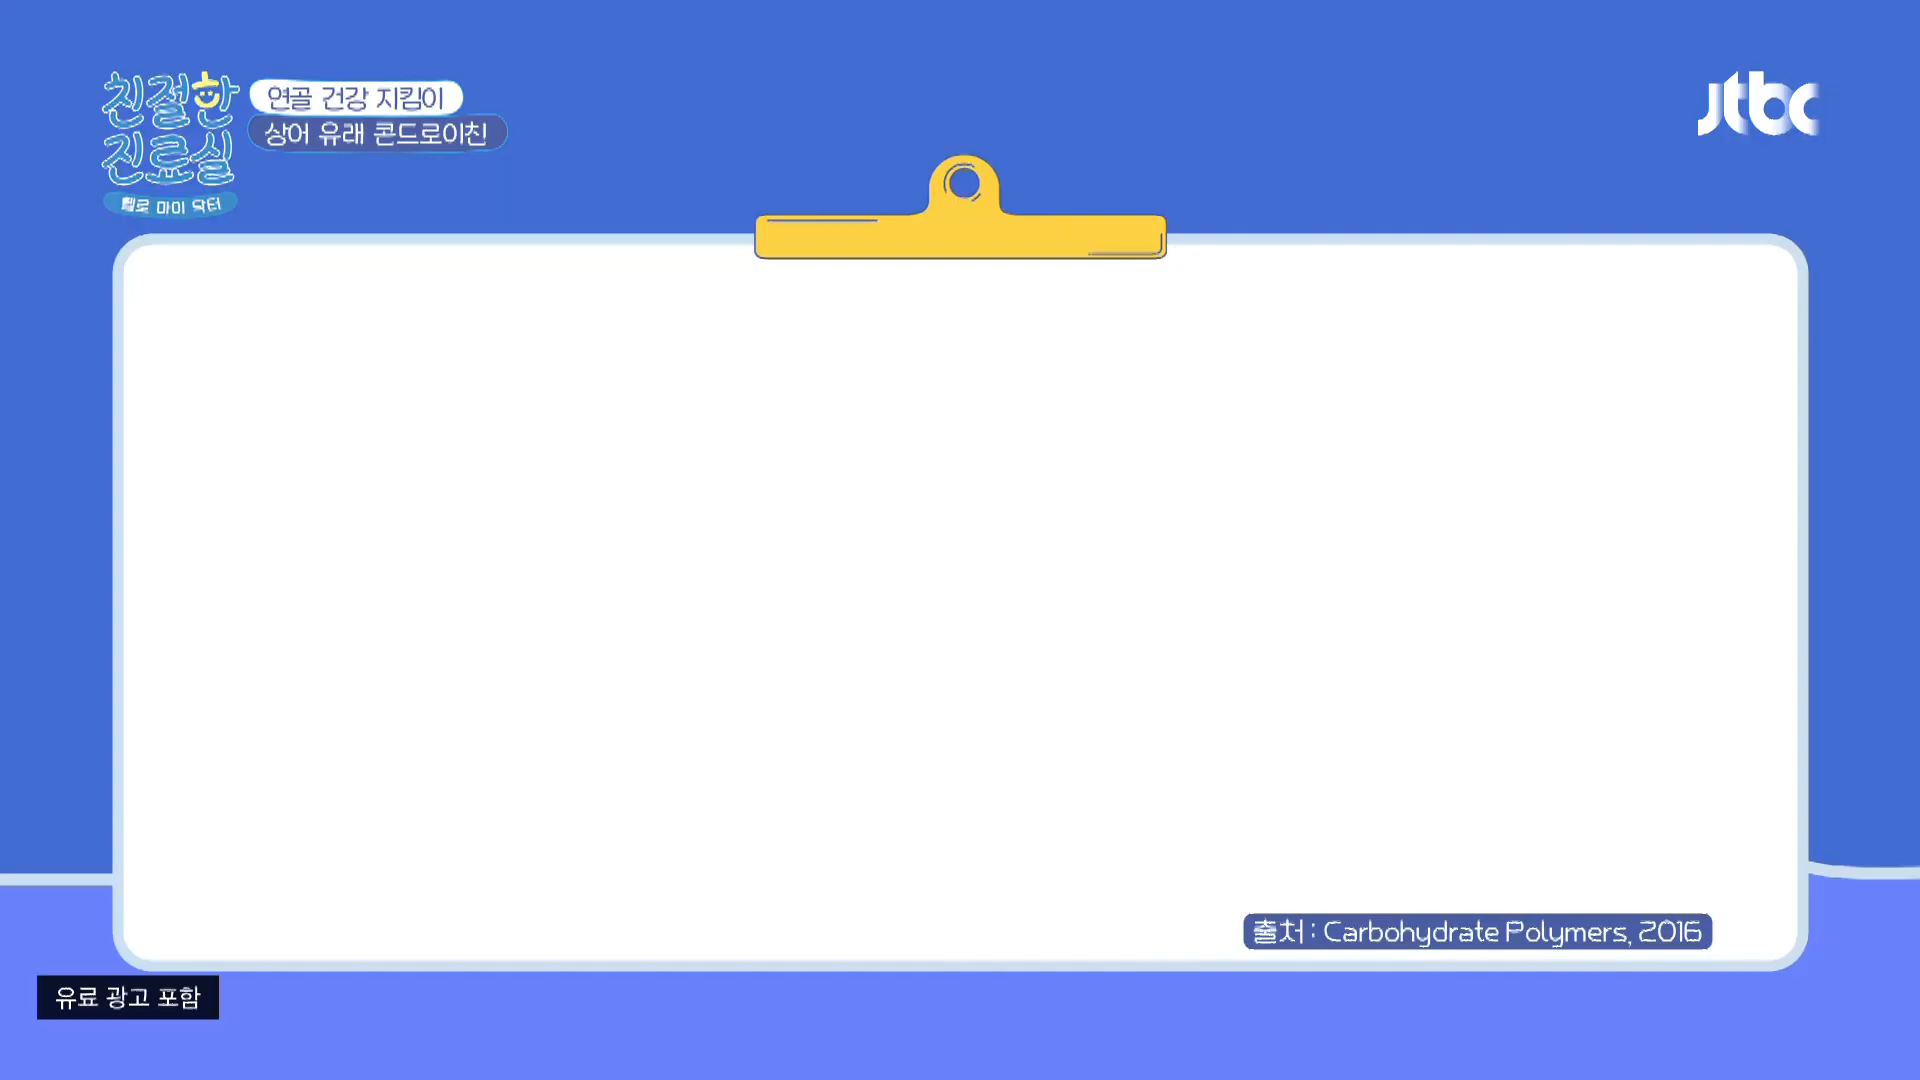 친절한
진료실
헬로 마이 닥터
연골 건강 지킴이
상어 유래 콘드로이친
jtbc
출처 : Carbohydrate Polymers, 2016
유료 광고 포함